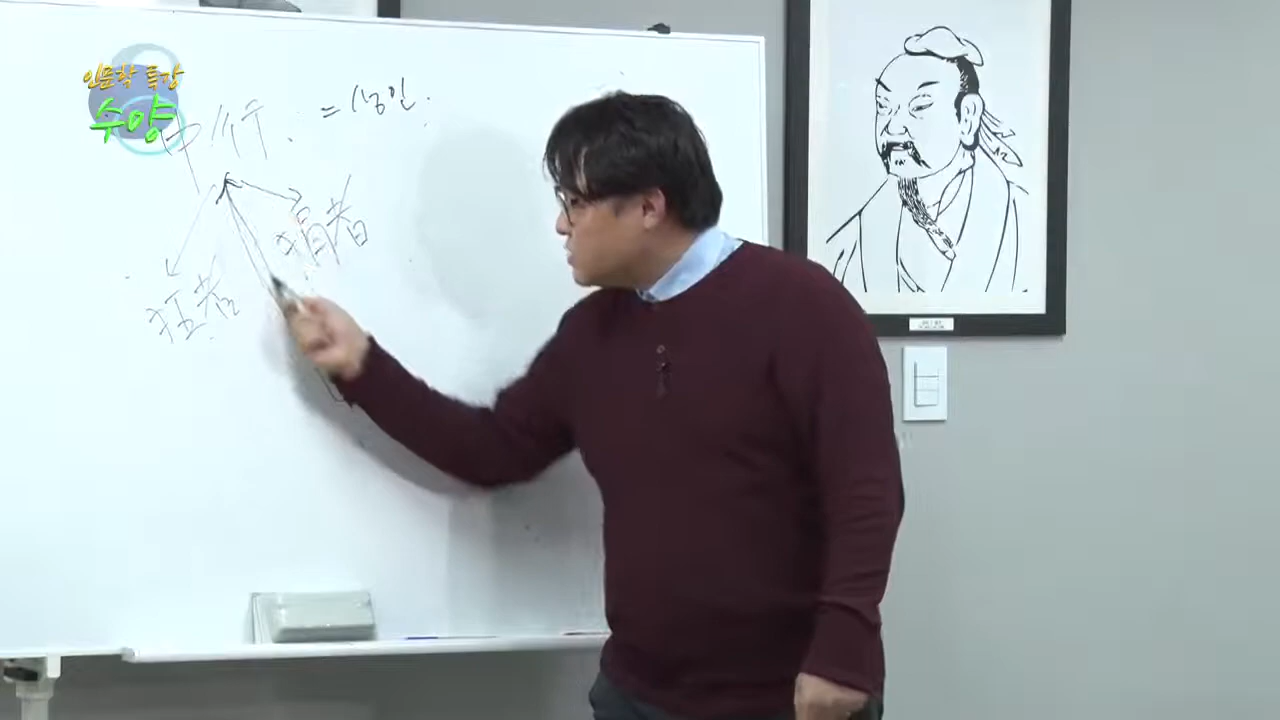 인문학 특강
수양
中行. = 성인.
狷者
狂者.